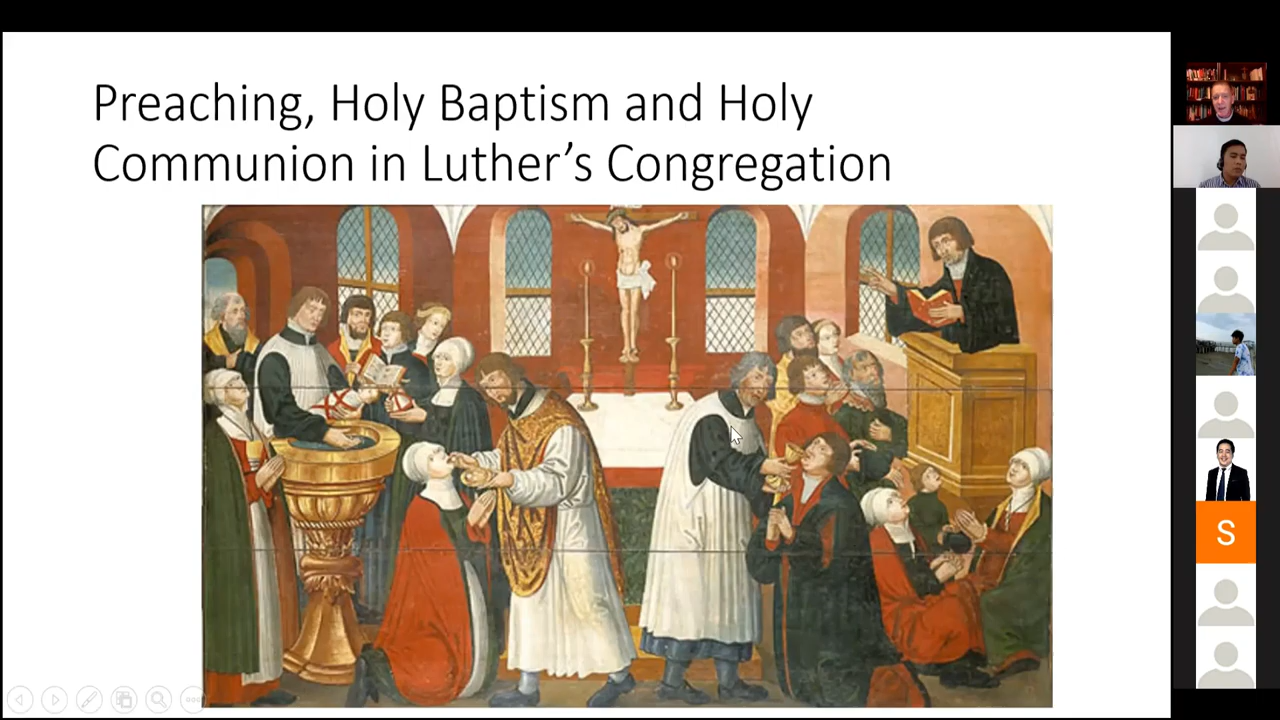 Preaching, Holy Baptism and Holy
Communion in Luther’s Congregation
S